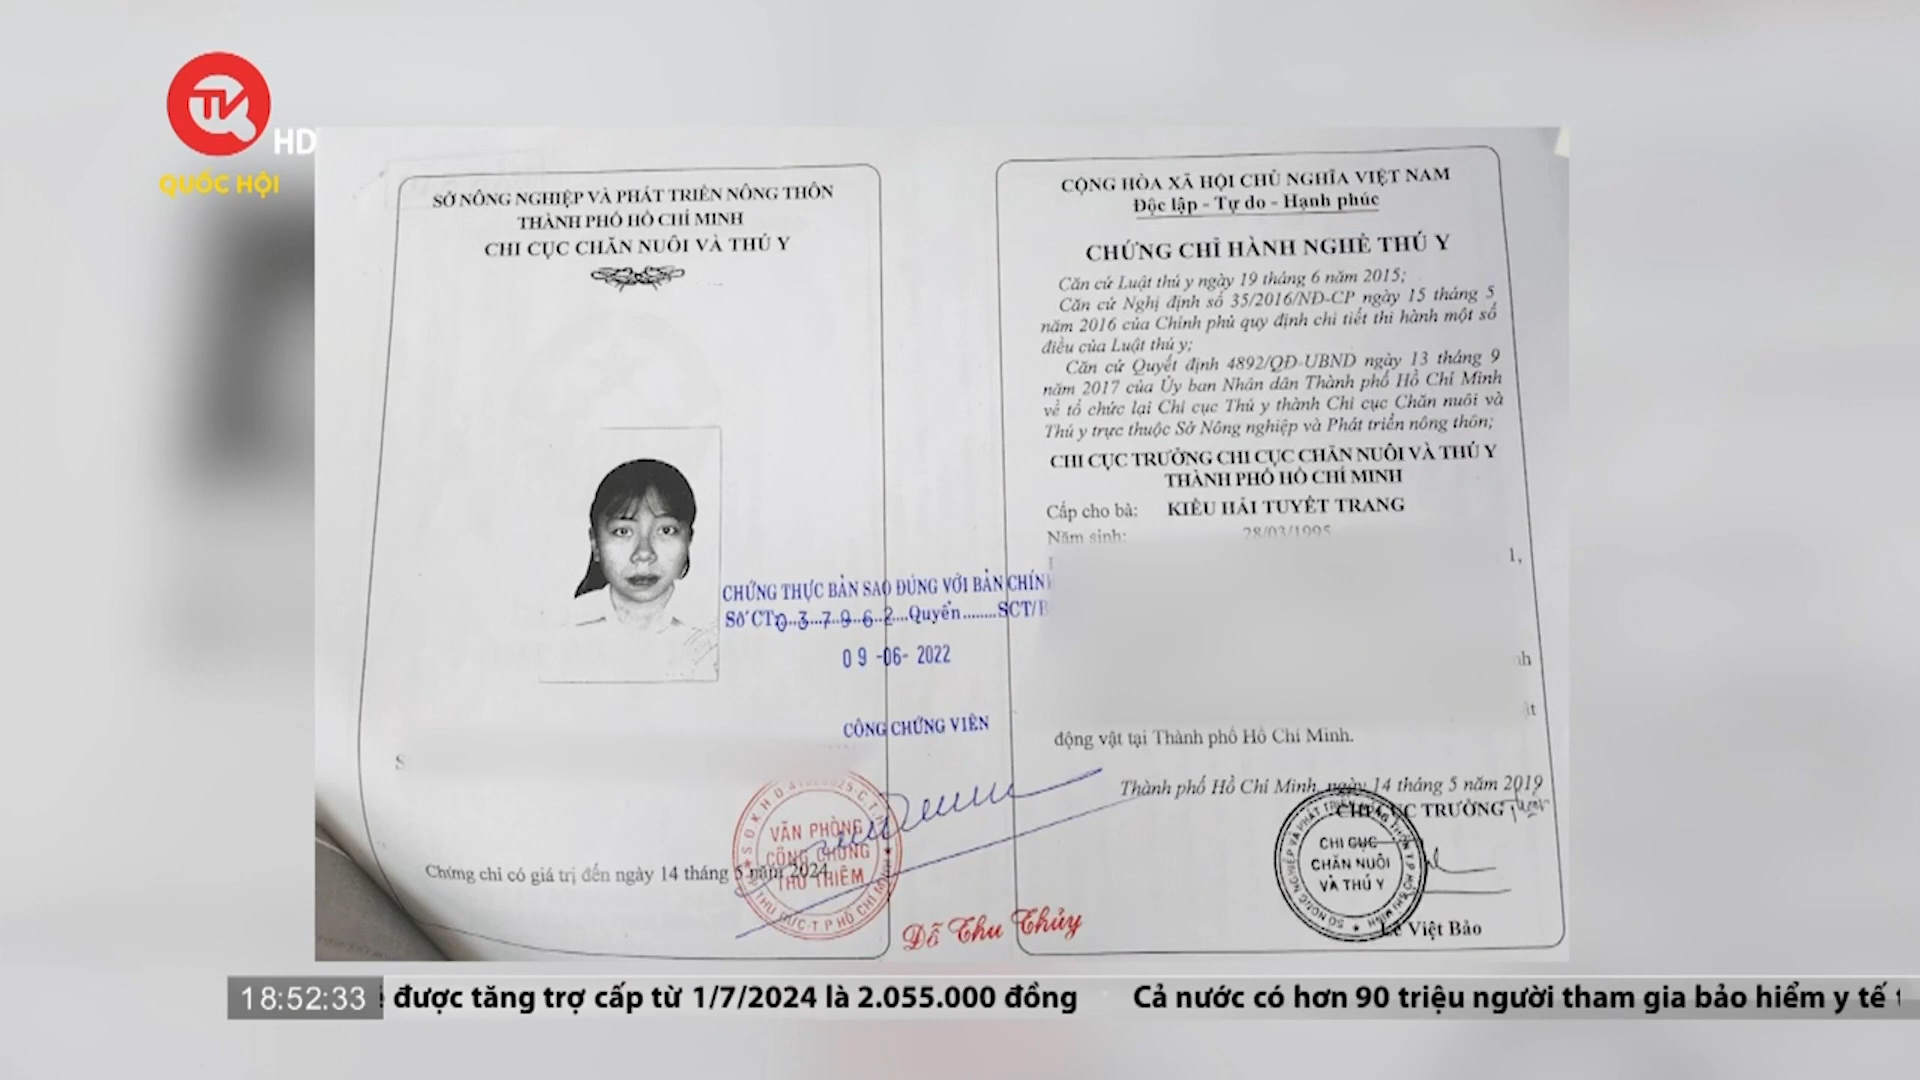 QUỐC HỘI
HD
SỞ NÔNG NGHIỆP VÀ PHÁT TRIỂN NÔNG THÔN
THÀNH PHỐ HỒ CHÍ MINH
CHI CỤC CHĂN NUÔI VÀ THÚ Y
CHỨNG THỰC BẢN SAO ĐÚNG VỚI BẢN CHÍNH
Số CT 037962 Quyển........SCT/B
09 -06- 2022
CÔNG CHỨNG VIÊN
S
VĂN PHÒNG
CÔNG CHỨNG
THỦ THIÊM
Chứng chỉ có giá trị đến ngày 14 tháng 5 năm 2024
Đỗ Thu Thủy
CỘNG HÒA XÃ HỘI CHỦ NGHĨA VIỆT NAM
Độc lập - Tự do - Hạnh phúc
CHỨNG CHỈ HÀNH NGHỀ THÚ Y
Căn cứ Luật thú y ngày 19 tháng 6 năm 2015;
Căn cứ Nghị định số 35/2016/NĐ-CP ngày 15 tháng 5
năm 2016 của Chính phủ quy định chi tiết thi hành một số
điều của Luật thú y;
Căn cứ Quyết định 4892/QĐ-UBND ngày 13 tháng 9
năm 2017 của Ủy ban Nhân dân Thành phố Hồ Chí Minh
về tổ chức lại Chi cục Thú y thành Chi cục Chăn nuôi và
Thú y trực thuộc Sở Nông nghiệp và Phát triển nông thôn;
CHI CỤC TRƯỞNG CHI CỤC CHĂN NUÔI VÀ THÚ Y
THÀNH PHỐ HỒ CHÍ MINH
Cấp cho bà: KIỀU HẢI TUYẾT TRANG
Năm sinh: 28/03/1995
1,
động vật tại Thành phố Hồ Chí Minh.
Thành phố Hồ Chí Minh, ngày 14 tháng 5 năm 2019
CHI CỤC TRƯỞNG
CHI CỤC
CHĂN NUÔI
VÀ THÚ Y
Lê Việt Bảo
18:52:33 được tăng trợ cấp từ 1/7/2024 là 2.055.000 đồng Cả nước có hơn 90 triệu người tham gia bảo hiểm y tế